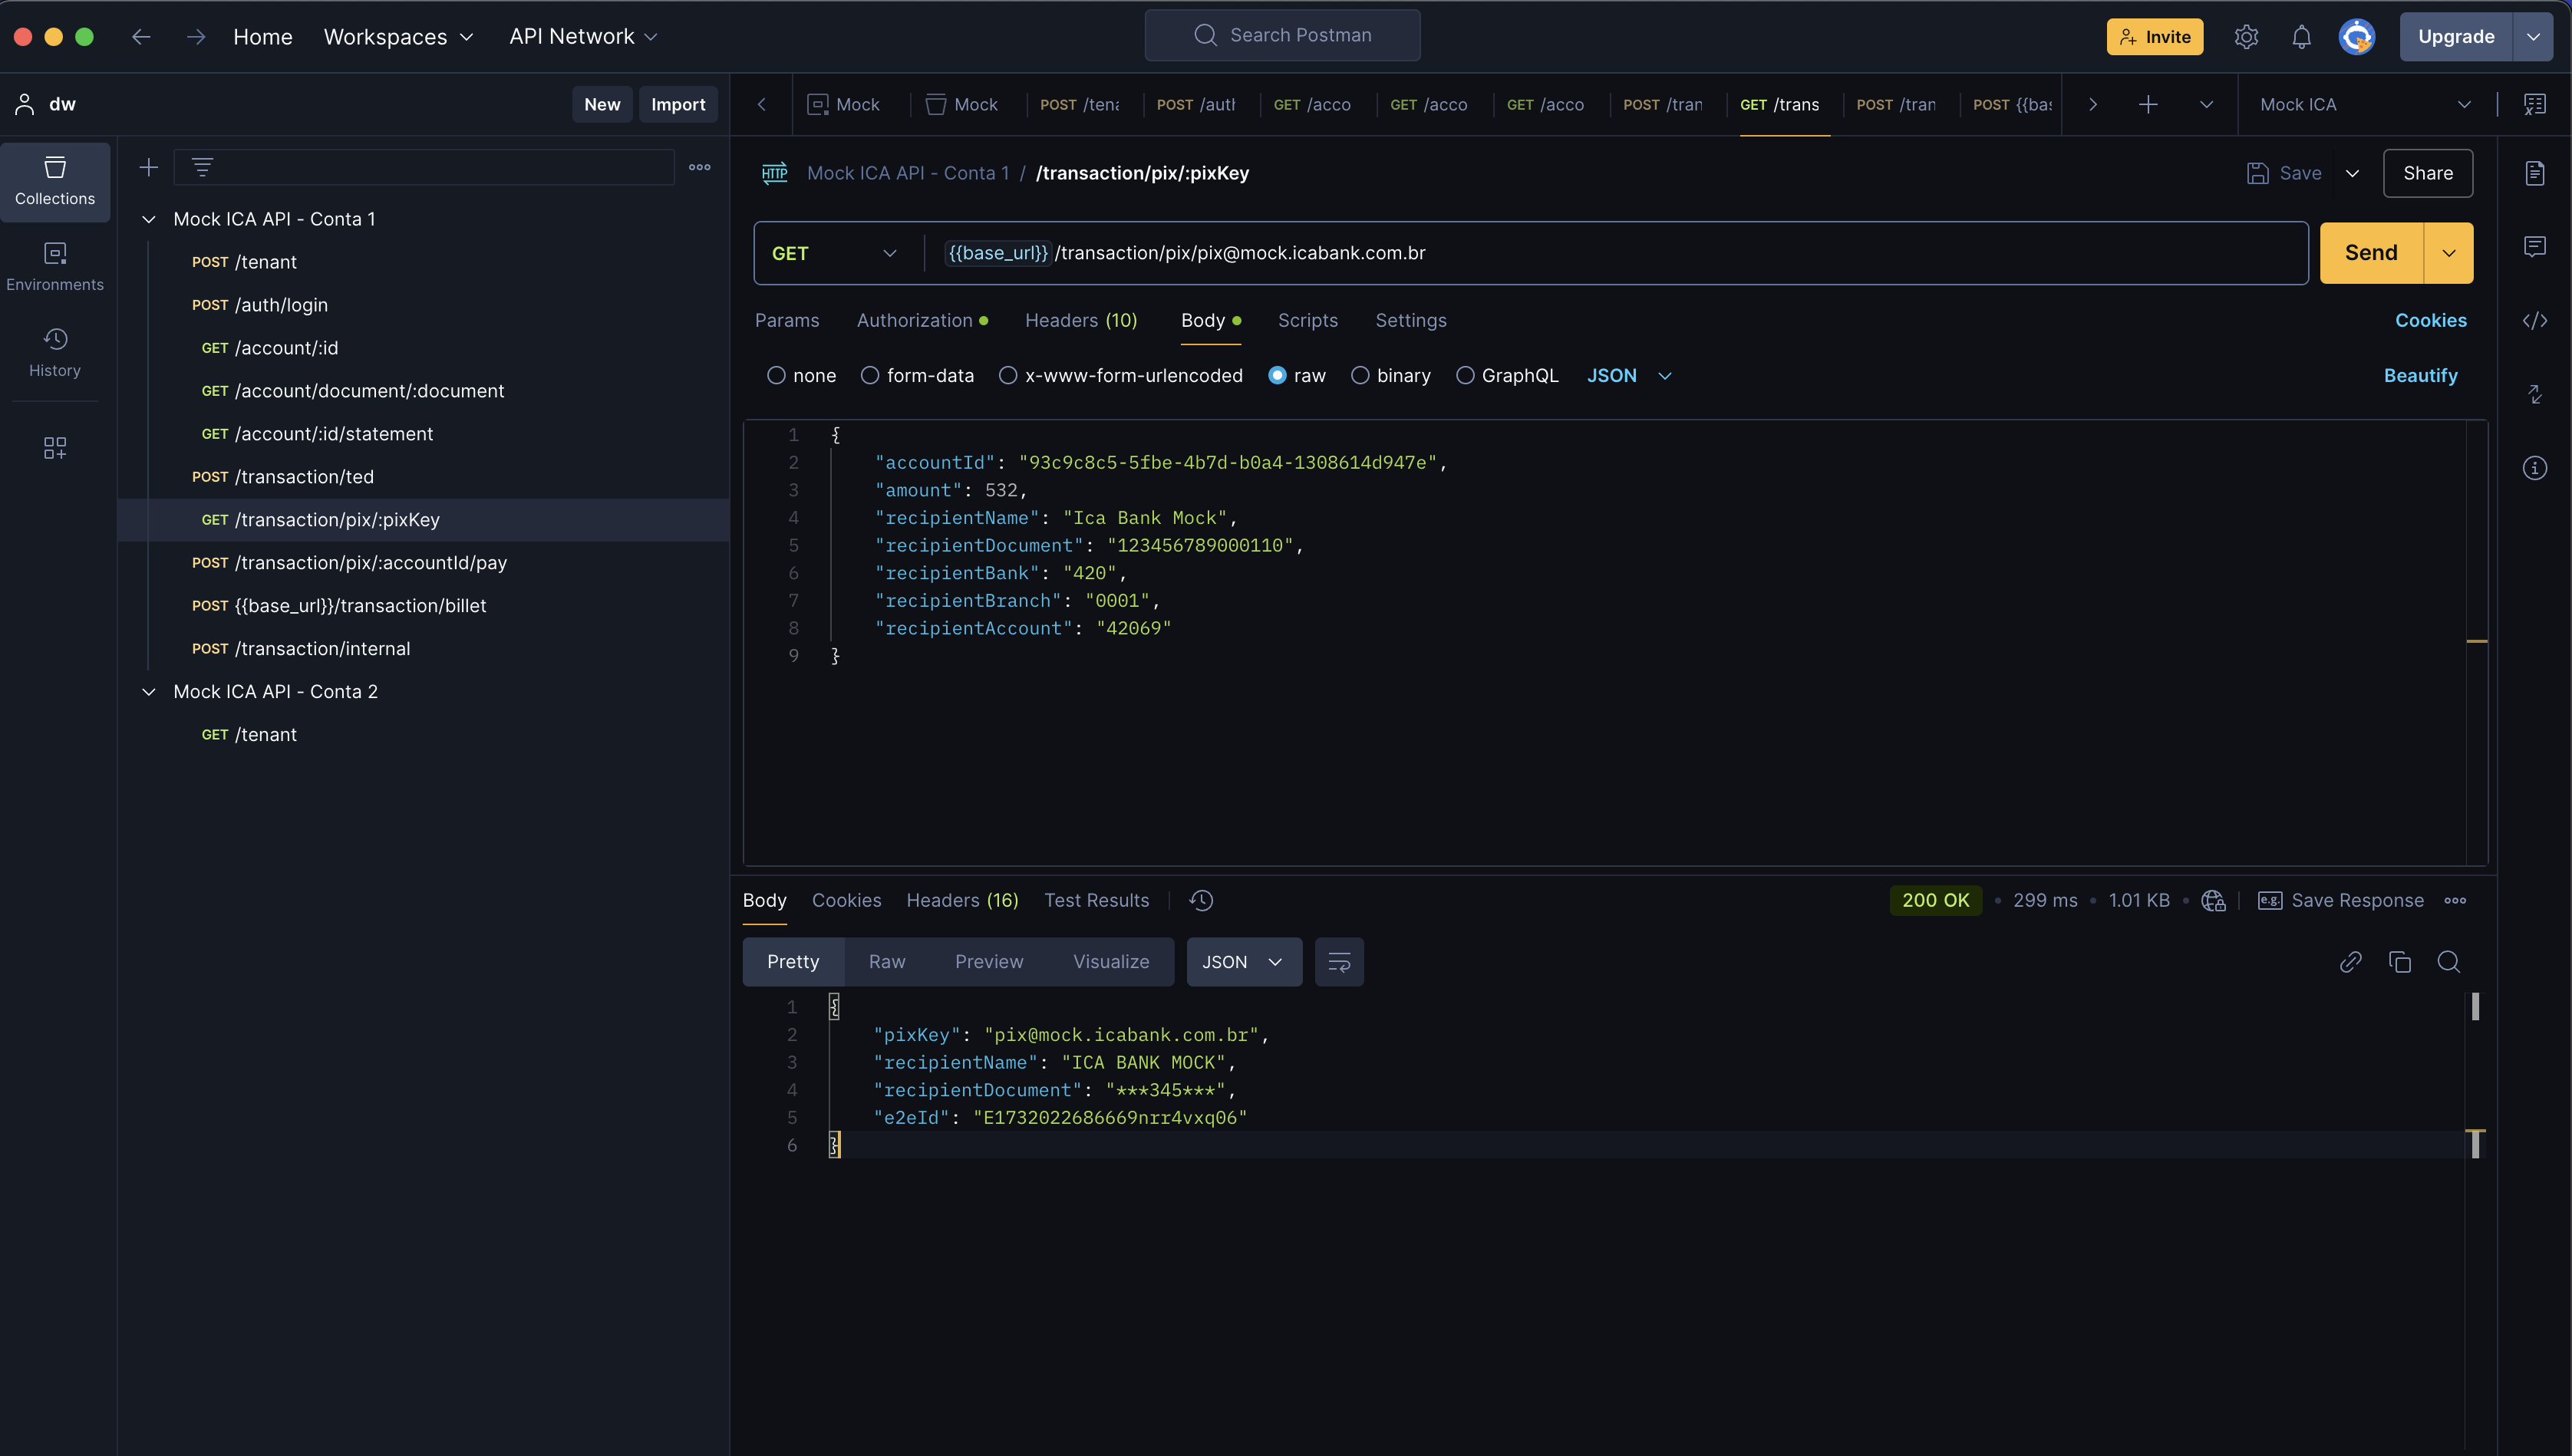 Home Workspaces API Network
Search Postman
Invite
Upgrade
dw
New Import
Mock
Mock
POST /tena
POST /auth
GET /acco
GET /acco
GET /acco
POST /tran
GET /trans
POST /tran
POST {{bas
Mock ICA
Collections
Environments
History
Mock ICA API - Conta 1
POST /tenant
POST /auth/login
GET /account/:id
GET /account/document/:document
GET /account/:id/statement
POST /transaction/ted
GET /transaction/pix/:pixKey
POST /transaction/pix/:accountId/pay
POST {{base_url}}/transaction/billet
POST /transaction/internal
Mock ICA API - Conta 2
GET /tenant
HTTP Mock ICA API - Conta 1 / /transaction/pix/:pixKey
Save Share
GET {{base_url}}/transaction/pix/pix@mock.icabank.com.br
Send
Params Authorization Headers (10) Body Scripts Settings Cookies
none form-data x-www-form-urlencoded raw binary GraphQL JSON Beautify
1 {
2 "accountId": "93c9c8c5-5fbe-4b7d-b0a4-1308614d947e",
3 "amount": 532,
4 "recipientName": "Ica Bank Mock",
5 "recipientDocument": "123456789000110",
6 "recipientBank": "420",
7 "recipientBranch": "0001",
8 "recipientAccount": "42069"
9 }
Body Cookies Headers (16) Test Results
200 OK • 299 ms • 1.01 KB • e.g. Save Response
Pretty Raw Preview Visualize JSON
1 {
2 "pixKey": "pix@mock.icabank.com.br",
3 "recipientName": "ICA BANK MOCK",
4 "recipientDocument": "***345***",
5 "e2eId": "E1732022686669nrr4vxq06"
6 }